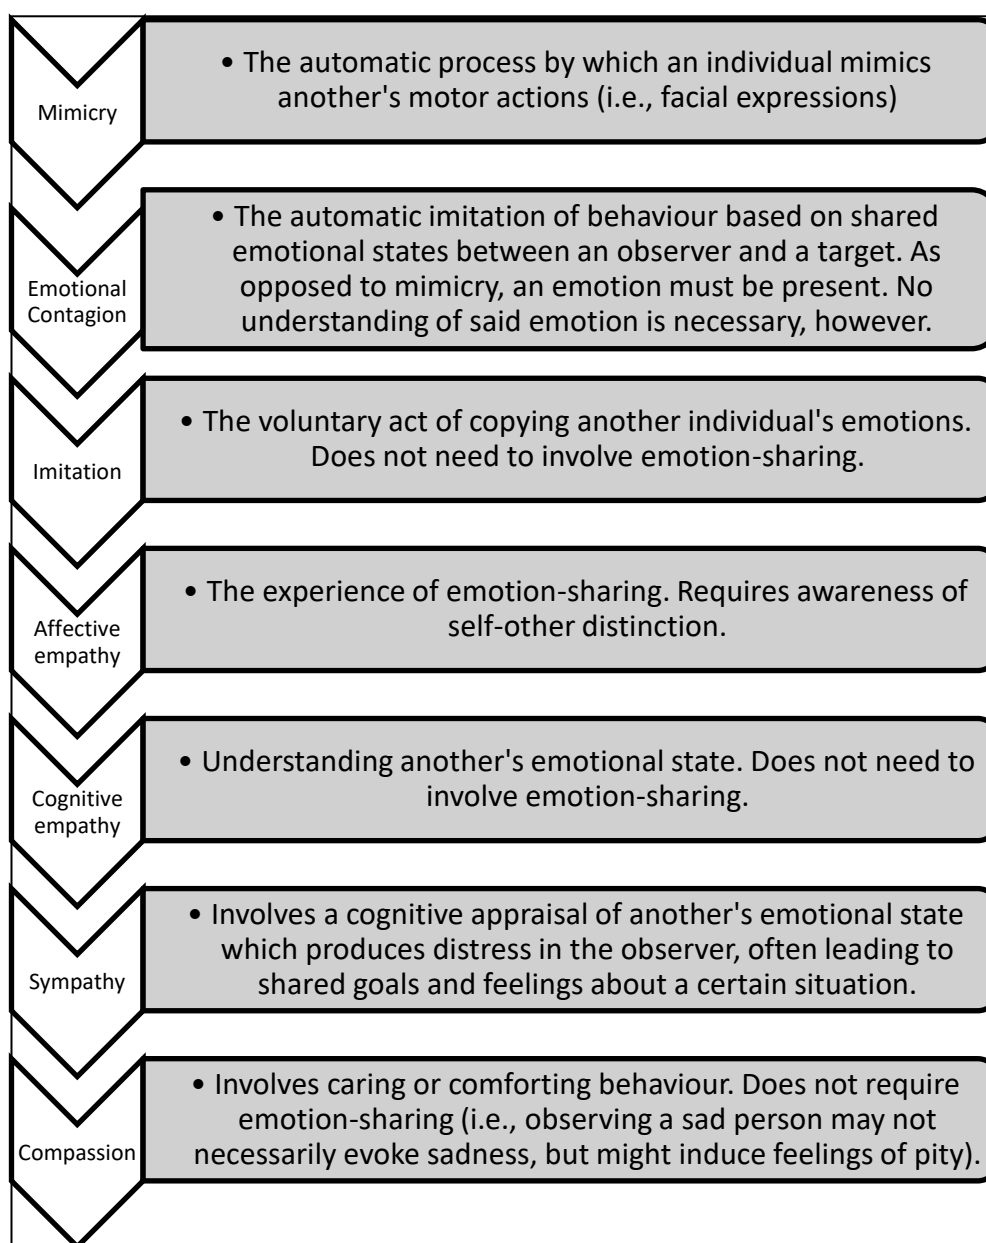 Mimicry
• The automatic process by which an individual mimics
another's motor actions (i.e., facial expressions)
Emotional
Contagion
• The automatic imitation of behaviour based on shared
emotional states between an observer and a target. As
opposed to mimicry, an emotion must be present. No
understanding of said emotion is necessary, however.
Imitation
• The voluntary act of copying another individual's emotions.
Does not need to involve emotion-sharing.
Affective
empathy
• The experience of emotion-sharing. Requires awareness of
self-other distinction.
Cognitive
empathy
• Understanding another's emotional state. Does not need to
involve emotion-sharing.
Sympathy
• Involves a cognitive appraisal of another's emotional state
which produces distress in the observer, often leading to
shared goals and feelings about a certain situation.
Compassion
• Involves caring or comforting behaviour. Does not require
emotion-sharing (i.e., observing a sad person may not
necessarily evoke sadness, but might induce feelings of pity).